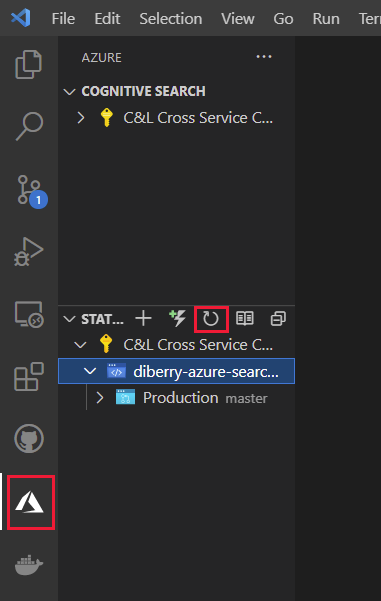 File Edit Selection View Go Run
AZURE
COGNITIVE SEARCH
C&L Cross Service C...
1
STAT...
C&L Cross Service C...
diberry-azure-searc...
Production master